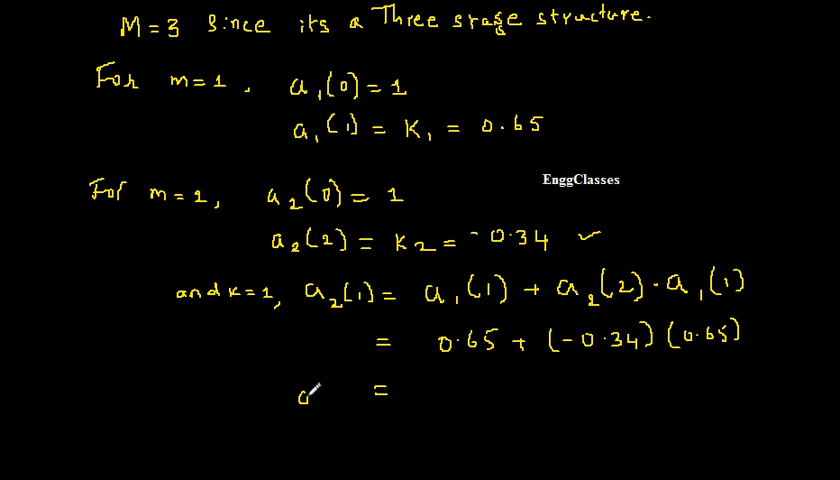 M = 3 Since its a Three stage structure.
For m = 1, a₁(0) = 1
a₁(1) = K₁ = 0.65
EnggClasses
For m = 2, a₂(0) = 1
a₂(2) = K₂ = -0.34 ✓
and k = 1, a₂(1) = a₁(1) + a₂(2) · a₁(1)
= 0.65 + (-0.34) (0.65)
a =